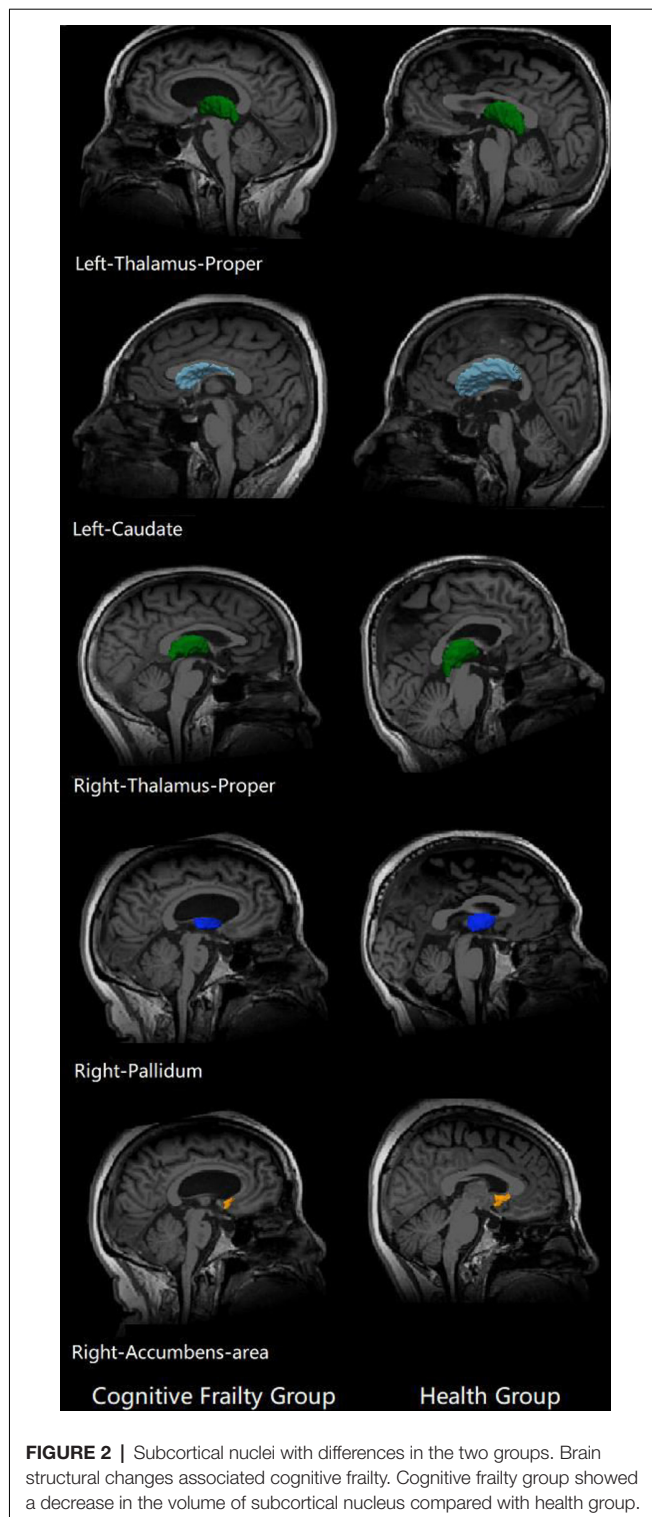 Left-Thalamus-Proper
Left-Caudate
Right-Thalamus-Proper
Right-Pallidum
Right-Accumbens-area
Cognitive Frailty Group Health Group
FIGURE 2 | Subcortical nuclei with differences in the two groups. Brain
structural changes associated cognitive frailty. Cognitive frailty group showed
a decrease in the volume of subcortical nucleus compared with health group.